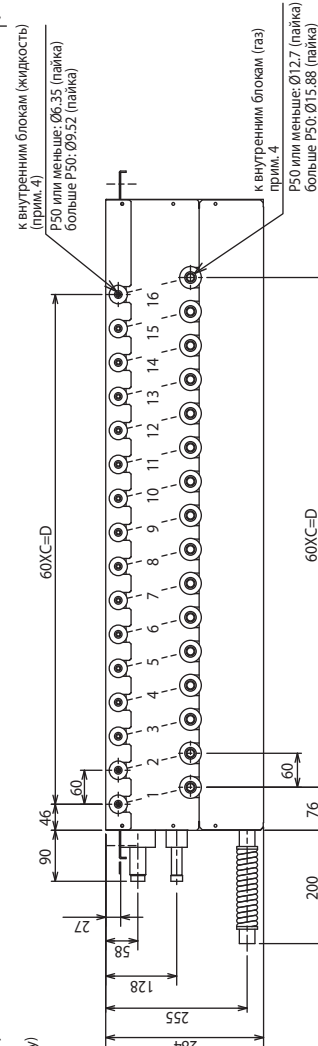 к внутренним блокам (жидкость)
(прим. 4)
P50 или меньше: Ø6.35 (пайка)
больше P50: Ø9.52 (пайка)
к внутренним блокам (газ)
прим. 4
P50 или меньше: Ø12.7 (пайка)
больше P50: Ø15.88 (пайка)
60XC=D
90
46
60
27
58
128
255
284
1
2
3
4
5
6
7
8
9
10
11
12
13
14
15
16
60
200
76
60XC=D